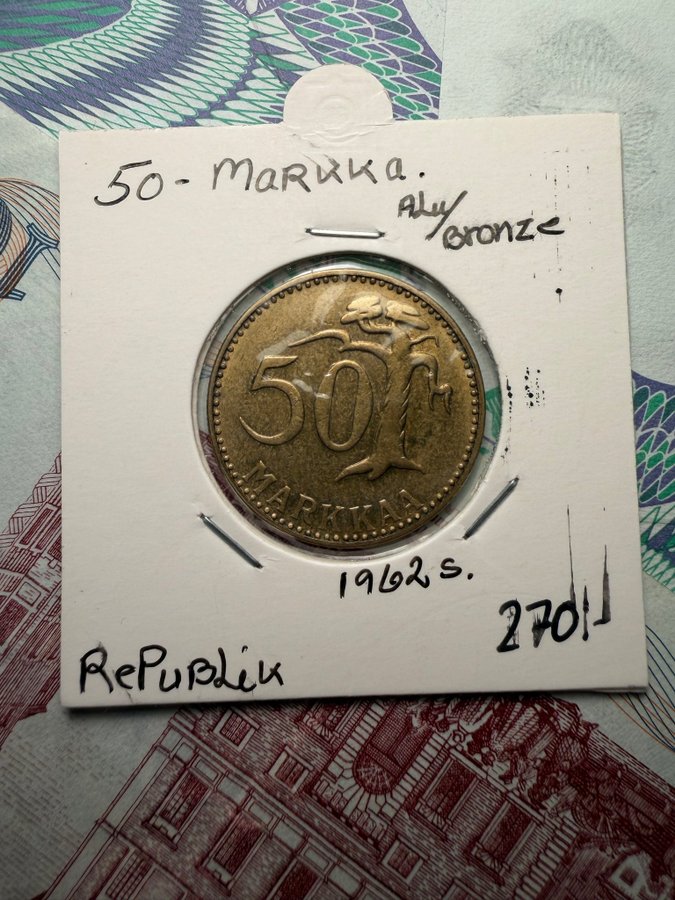 50 - MaRKKa.
ALu/
Bronze
50
MARKKAA
1962 s.
270
RePuBLiK